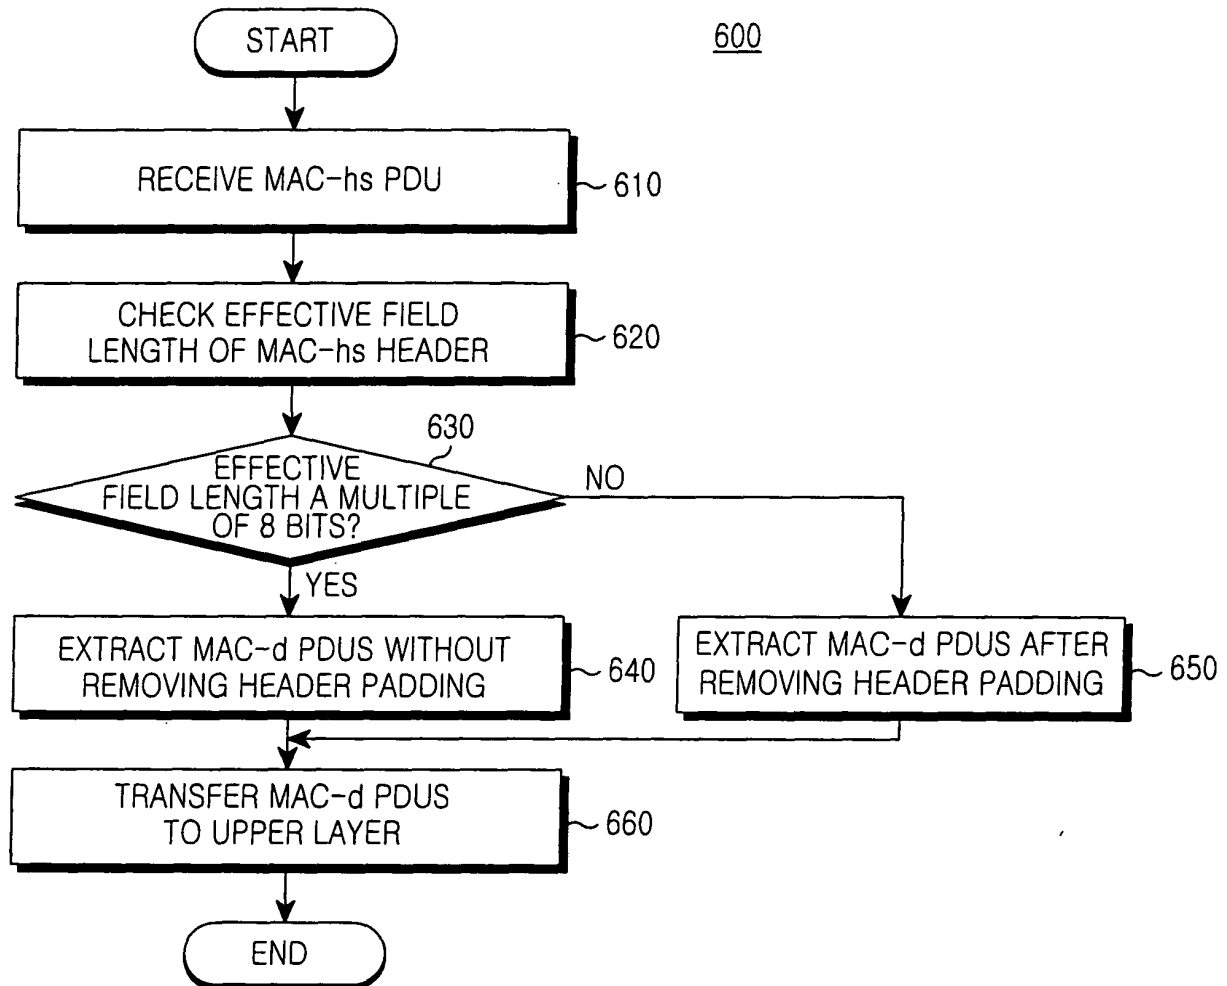 START
600
RECEIVE MAC-hs PDU
610
CHECK EFFECTIVE FIELD
LENGTH OF MAC-hs HEADER
620
630
EFFECTIVE
FIELD LENGTH A MULTIPLE
OF 8 BITS?
NO
YES
EXTRACT MAC-d PDUS WITHOUT
REMOVING HEADER PADDING
640
EXTRACT MAC-d PDUS AFTER
REMOVING HEADER PADDING
650
TRANSFER MAC-d PDUS
TO UPPER LAYER
660
END